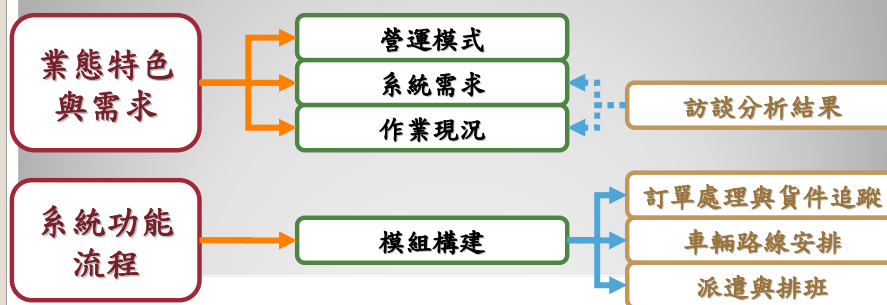 業態特色
與需求
營運模式
系統需求
作業現況
訪談分析結果
系統功能
流程
模組構建
訂單處理與貨件追蹤
車輛路線安排
派遣與排班